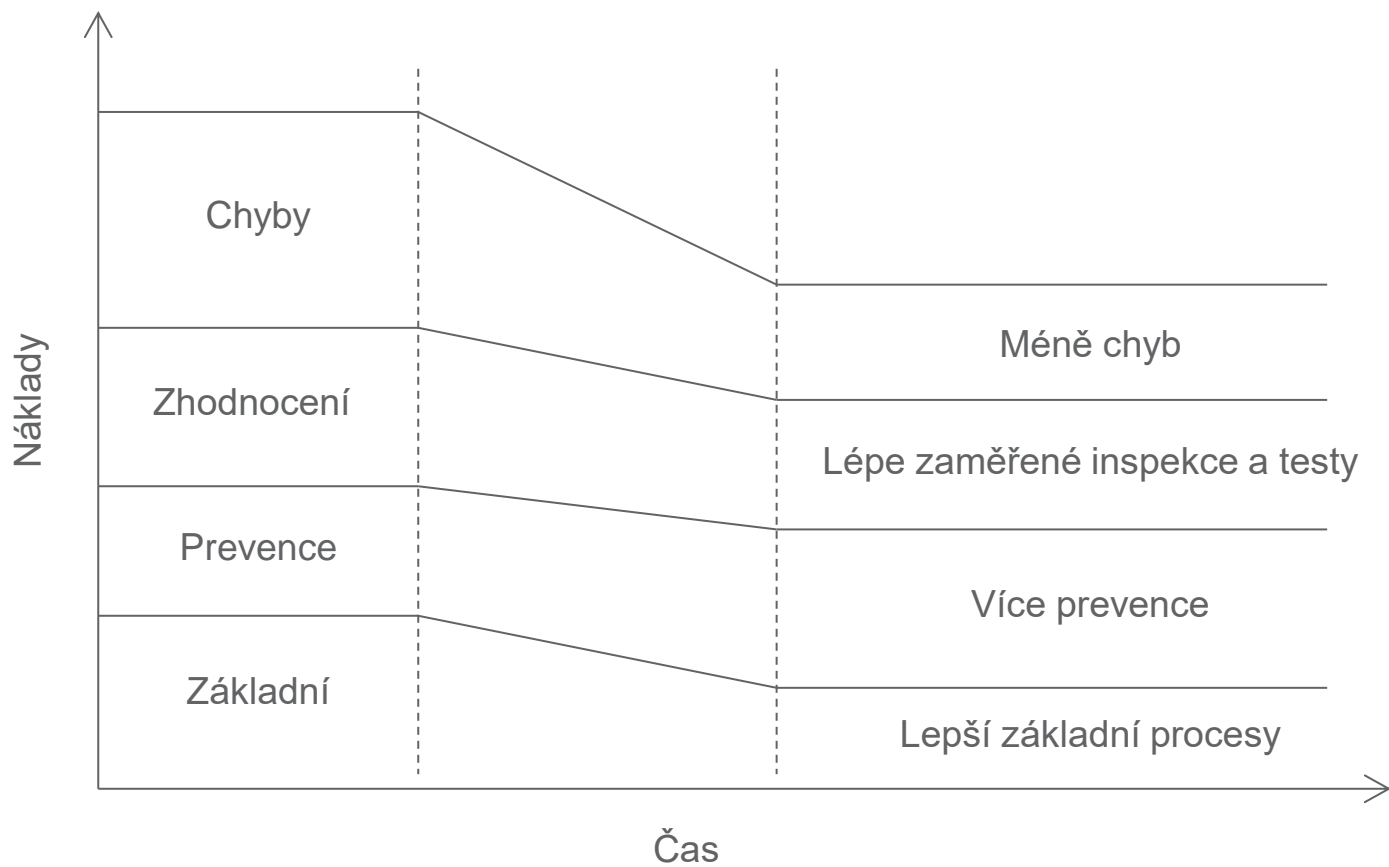 Náklady
Chyby
Zhodnocení
Prevence
Základní
Méně chyb
Lépe zaměřené inspekce a testy
Více prevence
Lepší základní procesy
Čas